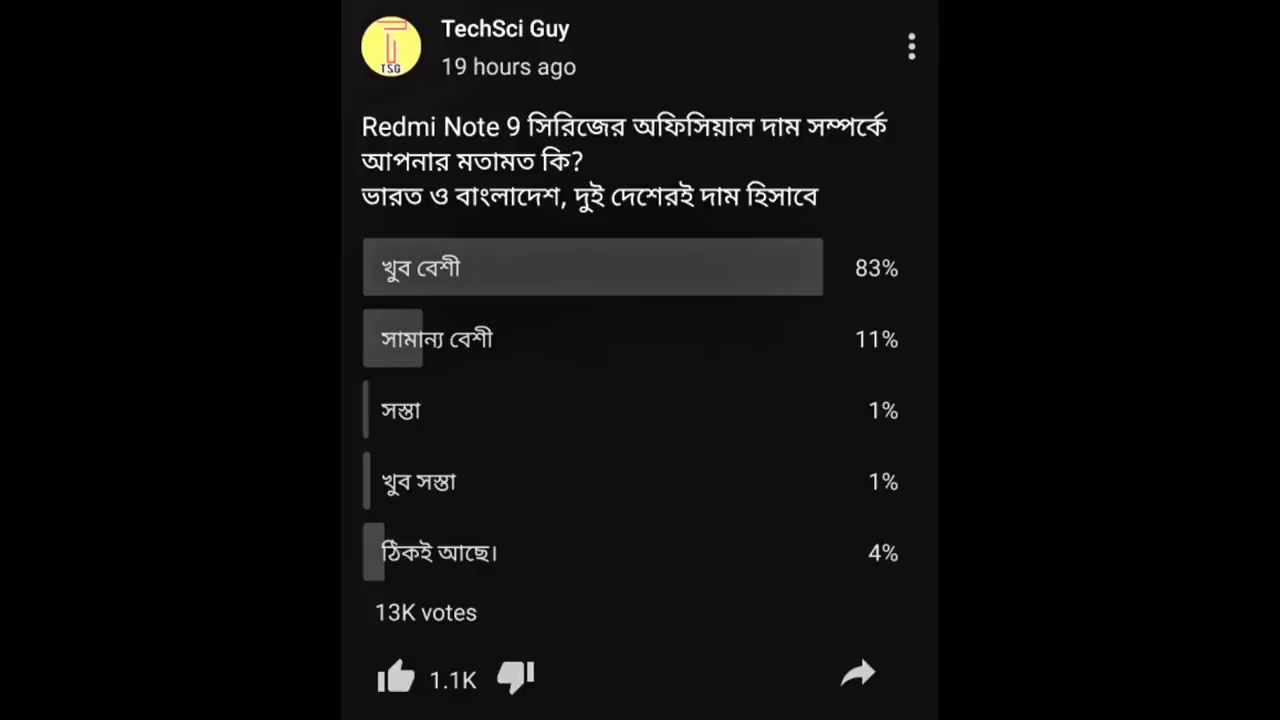 TechSci Guy
TSG
19 hours ago
Redmi Note 9 সিরিজের অফিসিয়াল দাম সম্পর্কে
আপনার মতামত কি?
ভারত ও বাংলাদেশ, দুই দেশেরই দাম হিসাবে
খুব বেশী 83%
সামান্য বেশী 11%
সস্তা 1%
খুব সস্তা 1%
ঠিকই আছে। 4%
13K votes
1.1K